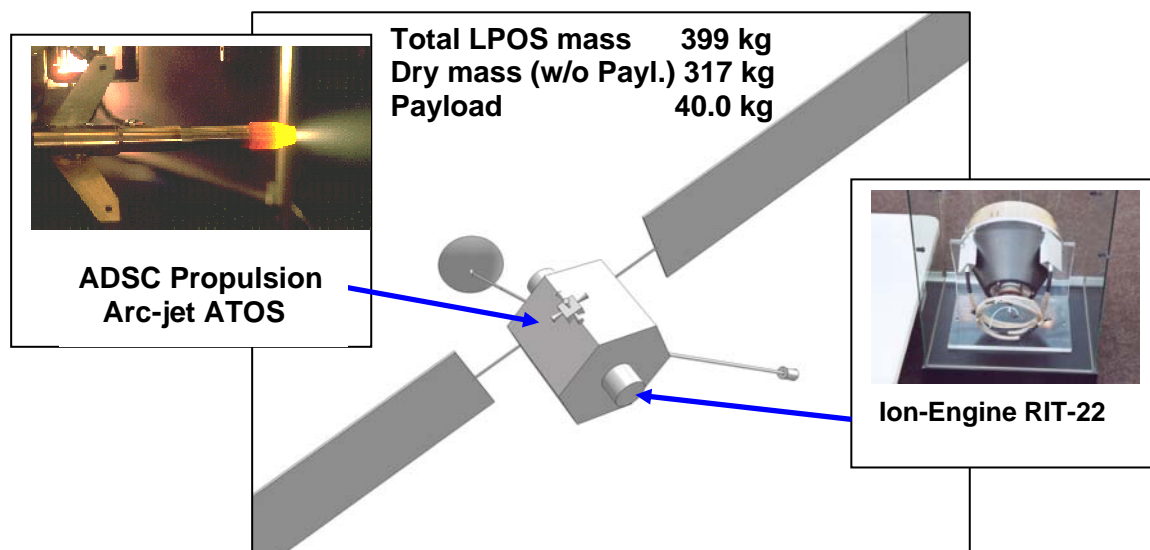 Total LPOS mass 399 kg
Dry mass (w/o Payl.) 317 kg
Payload 40.0 kg
ADSC Propulsion
Arc-jet ATOS
Ion-Engine RIT-22